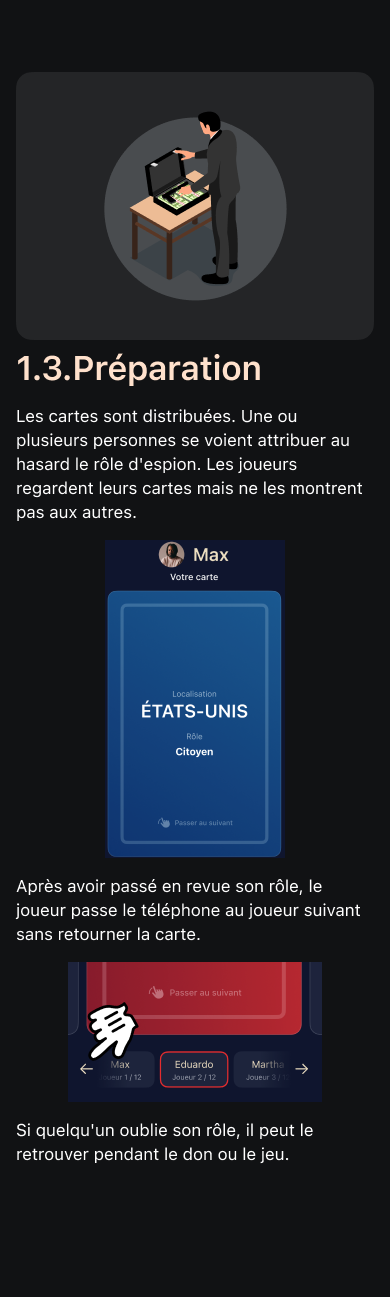 1.3.Préparation
Les cartes sont distribuées. Une ou
plusieurs personnes se voient attribuer au
hasard le rôle d'espion. Les joueurs
regardent leurs cartes mais ne les montrent
pas aux autres.
Max
Votre carte
Localisation
ÉTATS-UNIS
Rôle
Citoyen
Passer au suivant
Après avoir passé en revue son rôle, le
joueur passe le téléphone au joueur suivant
sans retourner la carte.
Passer au suivant
Max Eduardo Martha
oueur 1 / 12 Joueur 2 / 12 Joueur 3 /
Si quelqu'un oublie son rôle, il peut le
retrouver pendant le don ou le jeu.